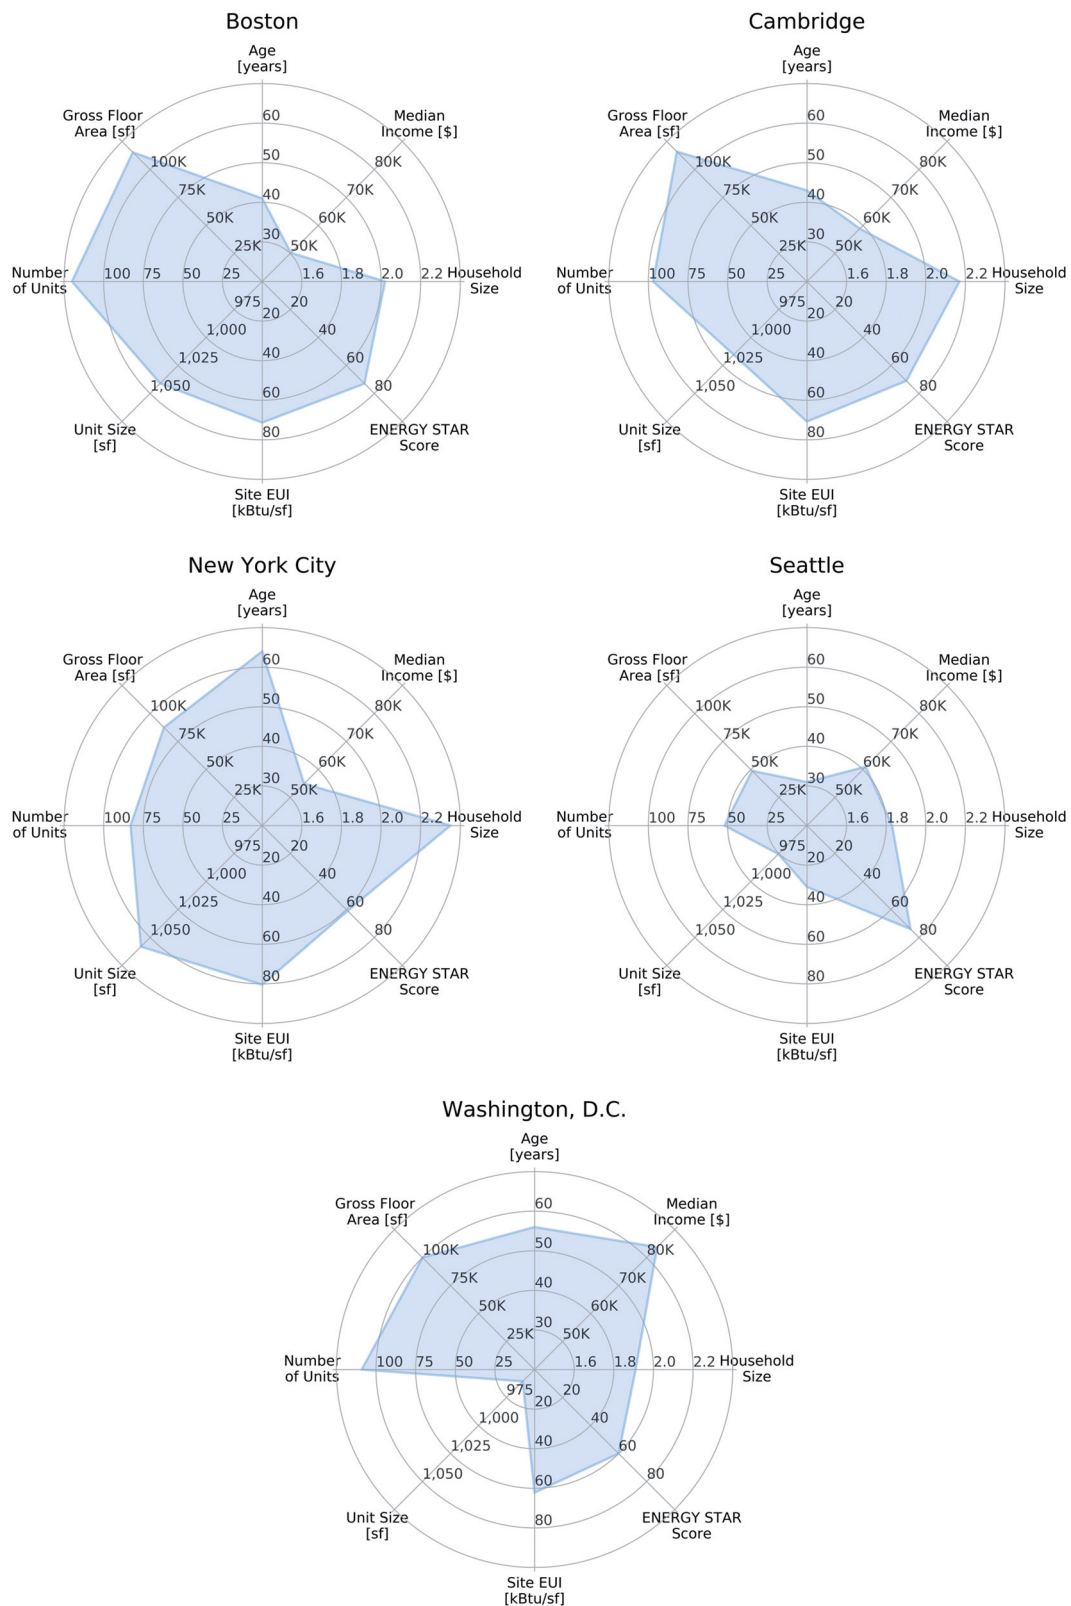 Boston
Age
[years]
Median
Income [$]
Household
Size
ENERGY STAR
Score
Site EUI
[kBtu/sf]
Unit Size
[sf]
Number
of Units
Gross Floor
Area [sf]
30
40
50
60
50K
60K
70K
80K
1.6
1.8
2.0
2.2
20
40
60
80
20
40
60
80
975
1,000
1,025
1,050
25
50
75
100
25K
50K
75K
100K
Cambridge
Age
[years]
Median
Income [$]
Household
Size
ENERGY STAR
Score
Site EUI
[kBtu/sf]
Unit Size
[sf]
Number
of Units
Gross Floor
Area [sf]
30
40
50
60
50K
60K
70K
80K
1.6
1.8
2.0
2.2
20
40
60
80
20
40
60
80
975
1,000
1,025
1,050
25
50
75
100
25K
50K
75K
100K
New York City
Age
[years]
Median
Income [$]
Household
Size
ENERGY STAR
Score
Site EUI
[kBtu/sf]
Unit Size
[sf]
Number
of Units
Gross Floor
Area [sf]
30
40
50
60
50K
60K
70K
80K
1.6
1.8
2.0
2.2
20
40
60
80
20
40
60
80
975
1,000
1,025
1,050
25
50
75
100
25K
50K
75K
100K
Seattle
Age
[years]
Median
Income [$]
Household
Size
ENERGY STAR
Score
Site EUI
[kBtu/sf]
Unit Size
[sf]
Number
of Units
Gross Floor
Area [sf]
30
40
50
60
50K
60K
70K
80K
1.6
1.8
2.0
2.2
20
40
60
80
20
40
60
80
975
1,000
1,025
1,050
25
50
75
100
25K
50K
75K
100K
Washington, D.C.
Age
[years]
Median
Income [$]
Household
Size
ENERGY STAR
Score
Site EUI
[kBtu/sf]
Unit Size
[sf]
Number
of Units
Gross Floor
Area [sf]
30
40
50
60
50K
60K
70K
80K
1.6
1.8
2.0
2.2
20
40
60
80
20
40
60
80
975
1,000
1,025
1,050
25
50
75
100
25K
50K
75K
100K